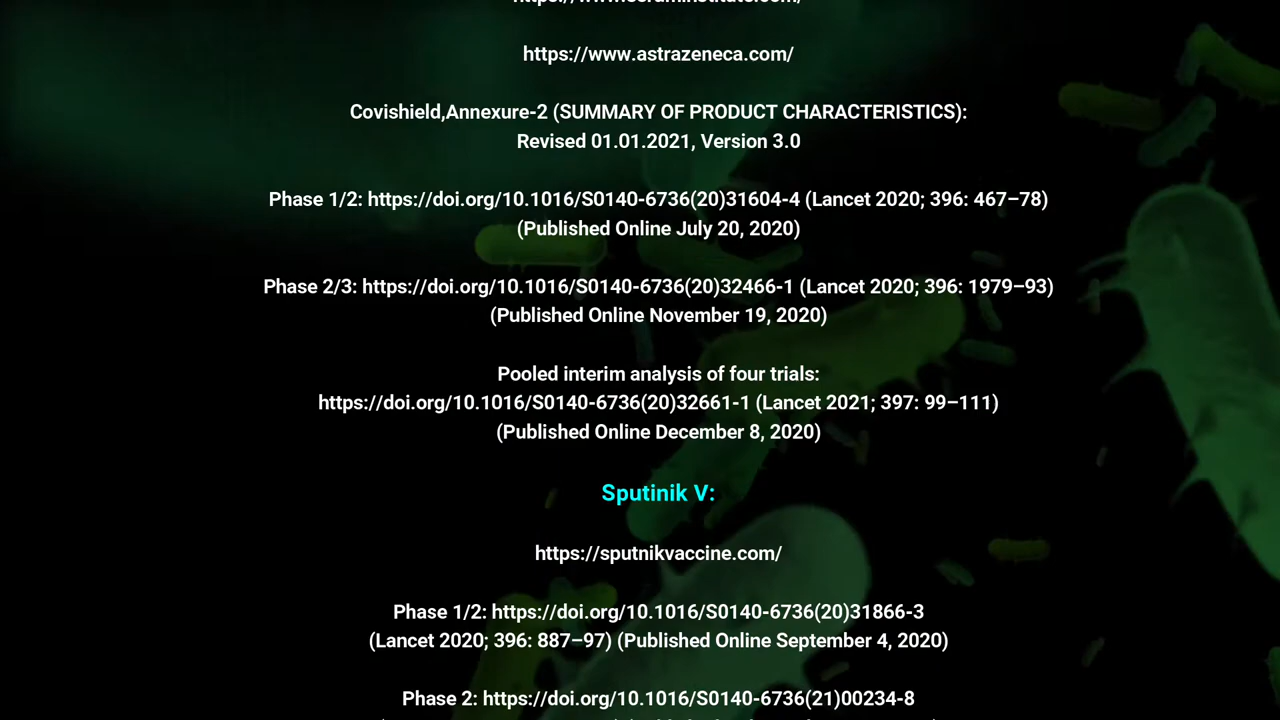 https://www.astrazeneca.com/
Covishield,Annexure-2 (SUMMARY OF PRODUCT CHARACTERISTICS):
Revised 01.01.2021, Version 3.0
Phase 1/2: https://doi.org/10.1016/S0140-6736(20)31604-4 (Lancet 2020; 396: 467–78)
(Published Online July 20, 2020)
Phase 2/3: https://doi.org/10.1016/S0140-6736(20)32466-1 (Lancet 2020; 396: 1979–93)
(Published Online November 19, 2020)
Pooled interim analysis of four trials:
https://doi.org/10.1016/S0140-6736(20)32661-1 (Lancet 2021; 397: 99–111)
(Published Online December 8, 2020)
Sputinik V:
https://sputnikvaccine.com/
Phase 1/2: https://doi.org/10.1016/S0140-6736(20)31866-3
(Lancet 2020; 396: 887–97) (Published Online September 4, 2020)
Phase 2: https://doi.org/10.1016/S0140-6736(21)00234-8